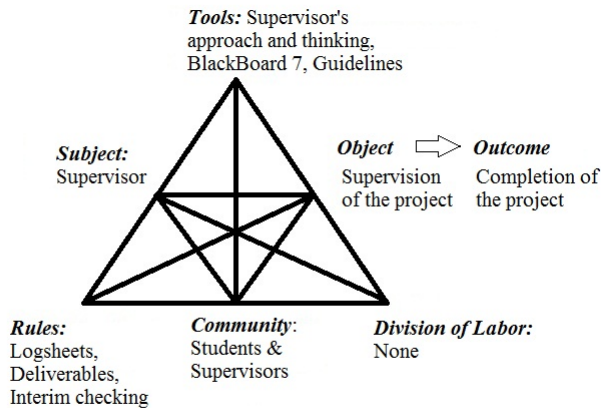 Tools: Supervisor's
approach and thinking,
BlackBoard 7, Guidelines
Subject:
Supervisor
Object
Outcome
Supervision
of the project
Completion of
the project
Rules:
Logsheets,
Deliverables,
Interim checking
Community:
Students &
Supervisors
Division of Labor:
None